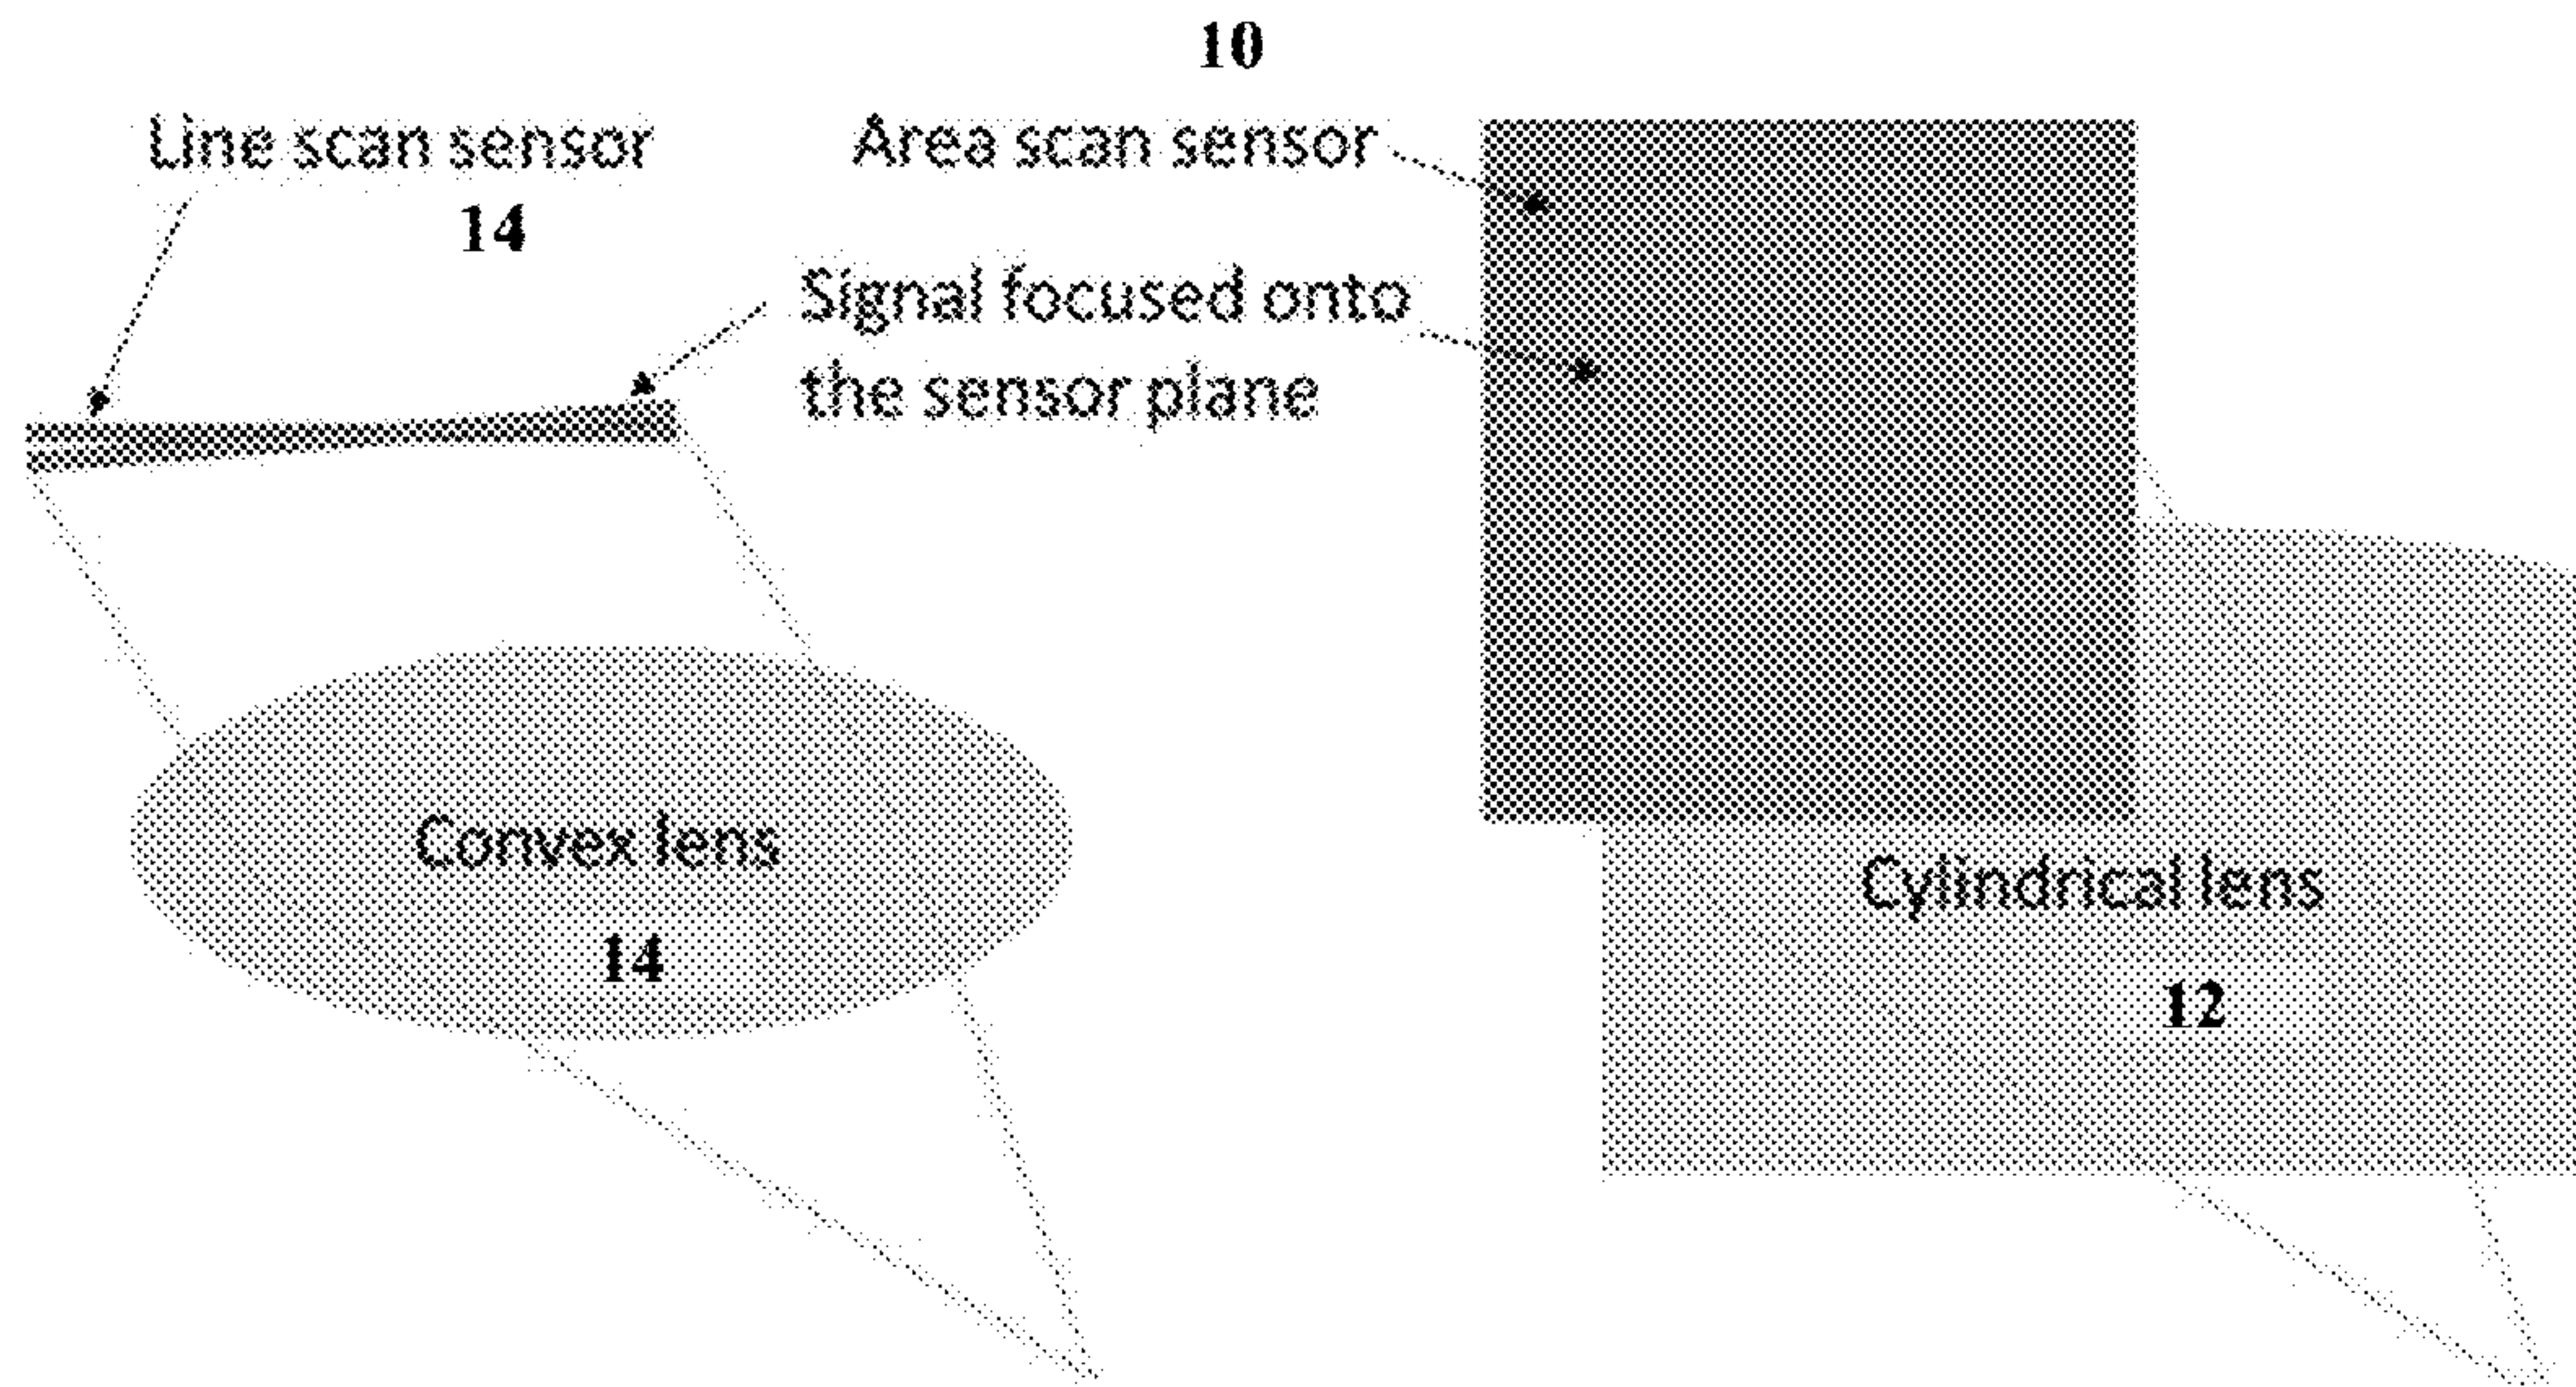 10
Line scan sensor
14
Area scan sensor
Signal focused onto
the sensor plane
Convex lens
14
Cylindrical lens
12